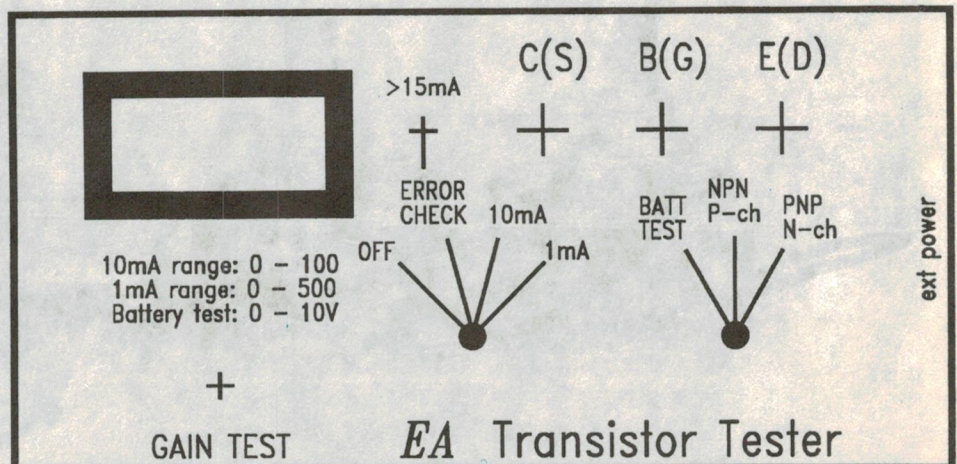 C(S) B(G) E(D)
>15mA
ERROR
CHECK
OFF
10mA
1mA
BATT
TEST
NPN
P-ch
PNP
N-ch
ext power
10mA range: 0 - 100
1mA range: 0 - 500
Battery test: 0 - 10V
GAIN TEST
EA Transistor Tester